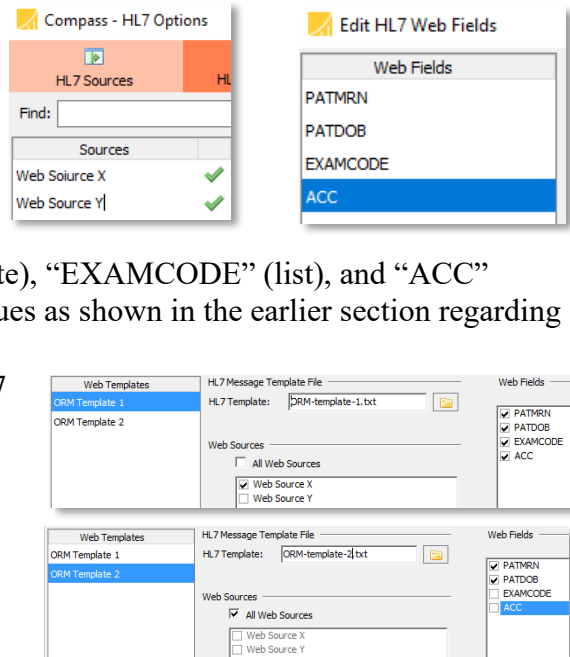 Compass - HL7 Options
HL7 Sources
HL
Find:
Sources
Web Soiurce X
Web Source Y
Edit HL7 Web Fields
Web Fields
PATMRN
PATDOB
EXAMCODE
ACC
te), “EXAMCODE” (list), and “ACC”
ues as shown in the earlier section regarding
7
Web Templates
ORM Template 1
ORM Template 2
HL7 Message Template File
HL7 Template: ORM-template-1.txt
Web Sources
All Web Sources
Web Source X
Web Source Y
Web Fields
PATMRN
PATDOB
EXAMCODE
ACC
Web Templates
ORM Template 1
ORM Template 2
HL7 Message Template File
HL7 Template: ORM-template-2.txt
Web Sources
All Web Sources
Web Source X
Web Source Y
Web Fields
PATMRN
PATDOB
EXAMCODE
ACC